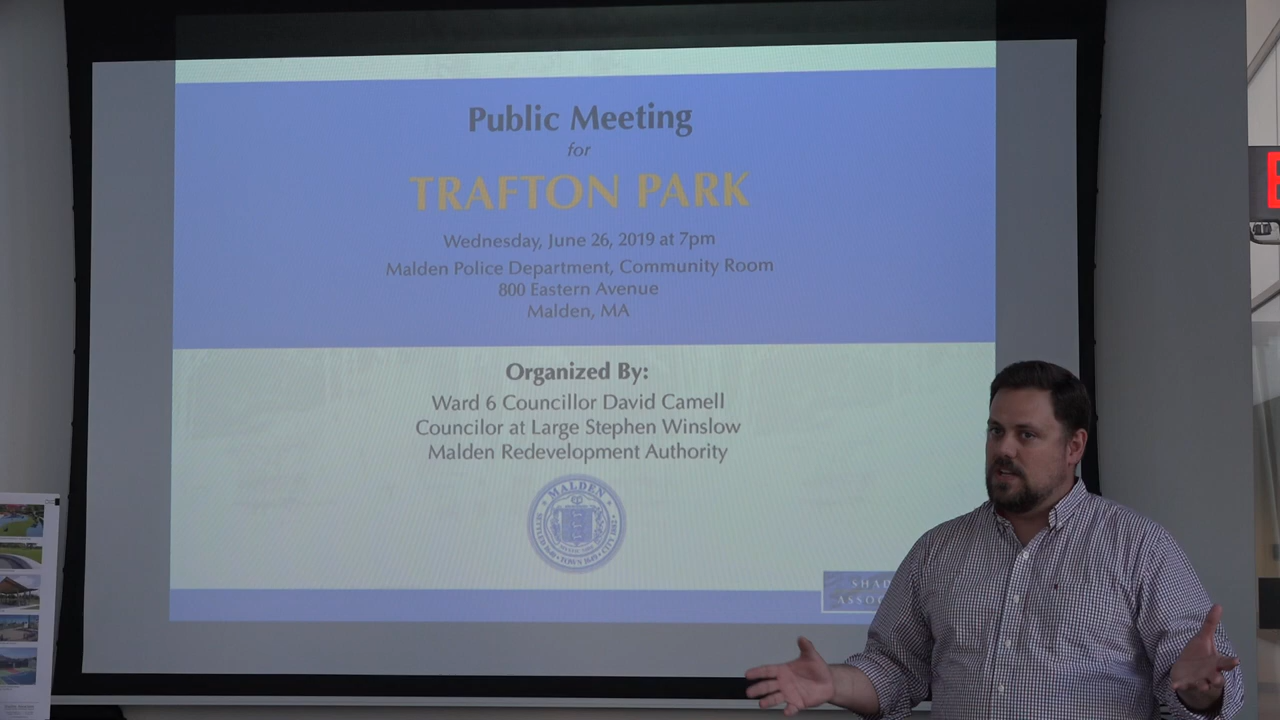 Public Meeting
for
TRAFTON PARK
Wednesday, June 26, 2019 at 7pm
Malden Police Department, Community Room
800 Eastern Avenue
Malden, MA
Organized By:
Ward 6 Councillor David Camell
Councilor at Large Stephen Winslow
Malden Redevelopment Authority
MALDEN